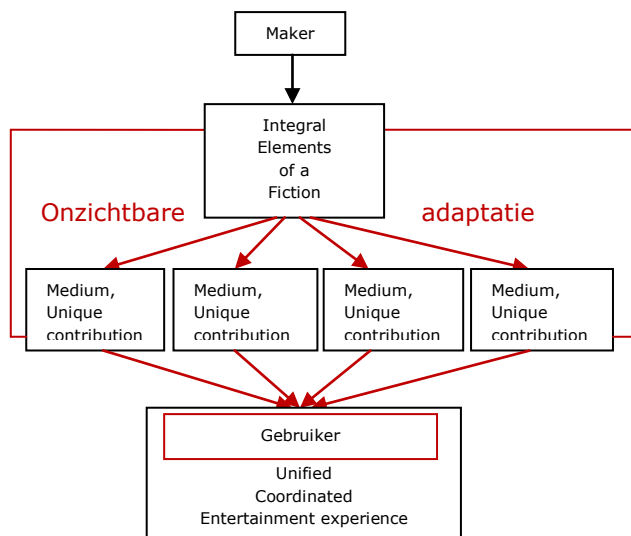 Maker
Integral
Elements
of a
Fiction
Onzichtbare adaptatie
Medium,
Unique
contribution
Medium,
Unique
contribution
Medium,
Unique
contribution
Medium,
Unique
contribution
Gebruiker
Unified
Coordinated
Entertainment experience